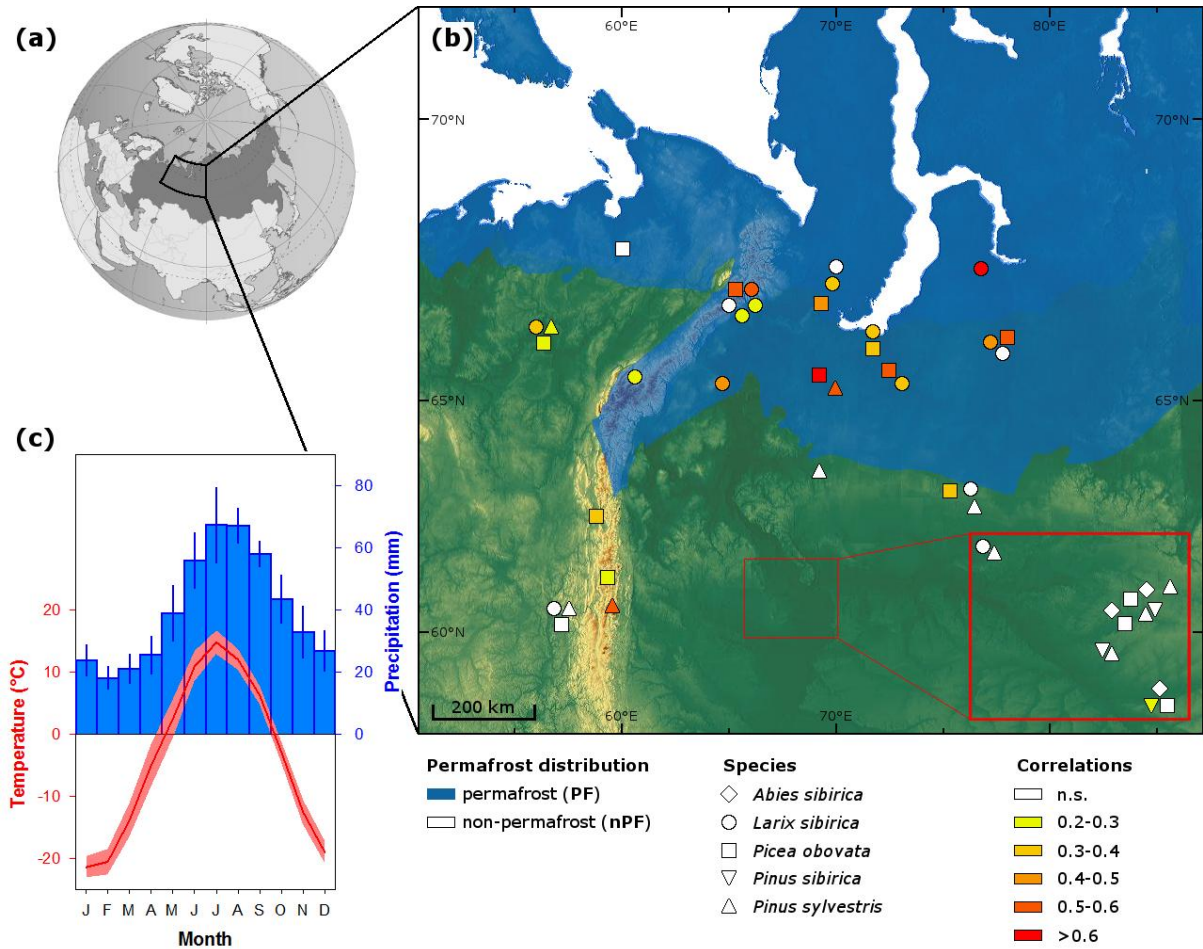 (a)
(b)
60°E
70°E
80°E
70°N
70°N
65°N
65°N
60°N
60°N
200 km
60°E
70°E
80°E
(c)
Temperature (°C)
20
10
0
-10
-20
Precipitation (mm)
80
60
40
20
0
J F M A M J J A S O N D
Month
Permafrost distribution
permafrost (PF)
non-permafrost (nPF)
Species
Abies sibirica
Larix sibirica
Picea obovata
Pinus sibirica
Pinus sylvestris
Correlations
n.s.
0.2-0.3
0.3-0.4
0.4-0.5
0.5-0.6
>0.6